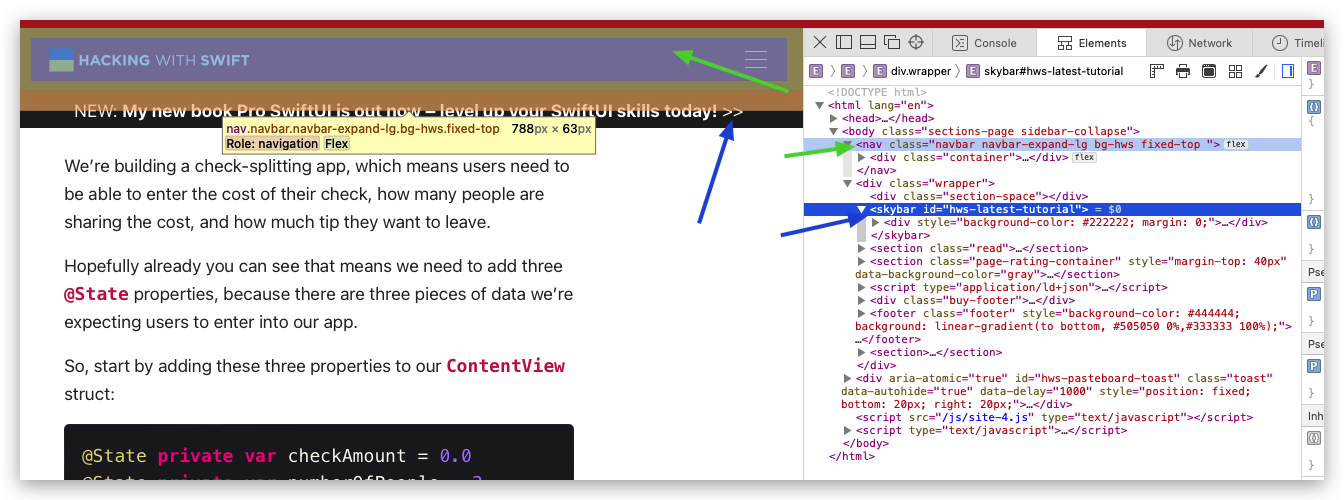 HACKING WITH SWIFT
NEW: My new book Pro SwiftUI is out now – level up your SwiftUI skills today! >>
nav.navbar.navbar-expand-lg.bg-hws.fixed-top 788px × 63px
Role: navigation Flex
We’re building a check-splitting app, which means users need to
be able to enter the cost of their check, how many people are
sharing the cost, and how much tip they want to leave.
Hopefully already you can see that means we need to add three
@State properties, because there are three pieces of data we’re
expecting users to enter into our app.
So, start by adding these three properties to our ContentView
struct:
@State private var checkAmount = 0.0
@State private var numberOfPeople = 2
Console
Elements
Network
Timeli
E E E div.wrapper E skybar#hws-latest-tutorial
<!DOCTYPE html>
<html lang="en">
<head>…</head>
<body class="sections-page sidebar-collapse">
<nav class="navbar navbar-expand-lg bg-hws fixed-top "> flex
<div class="container">…</div> flex
</nav>
<div class="wrapper">
<div class="section-space"></div>
<skybar id="hws-latest-tutorial"> = $0
<div style="background-color: #222222; margin: 0;">…</div>
</skybar>
<section class="read">…</section>
<section class="page-rating-container" style="margin-top: 40px"
data-background-color="gray">…</section>
<script type="application/ld+json">…</script>
<div class="buy-footer">…</div>
<footer class="footer" style="background-color: #444444;
background: linear-gradient(to bottom, #505050 0%,#333333 100%);">
…</footer>
<section>…</section>
</div>
<div aria-atomic="true" id="hws-pasteboard-toast" class="toast"
data-autohide="true" data-delay="1000" style="position: fixed;
bottom: 20px; right: 20px;">…</div>
<script src="/js/site-4.js" type="text/javascript"></script>
<script type="text/javascript">…</script>
</body>
</html>
E
}
{}
{
}
{}
}
Pse
P
}
Pse
P
}
Inh
{}
}